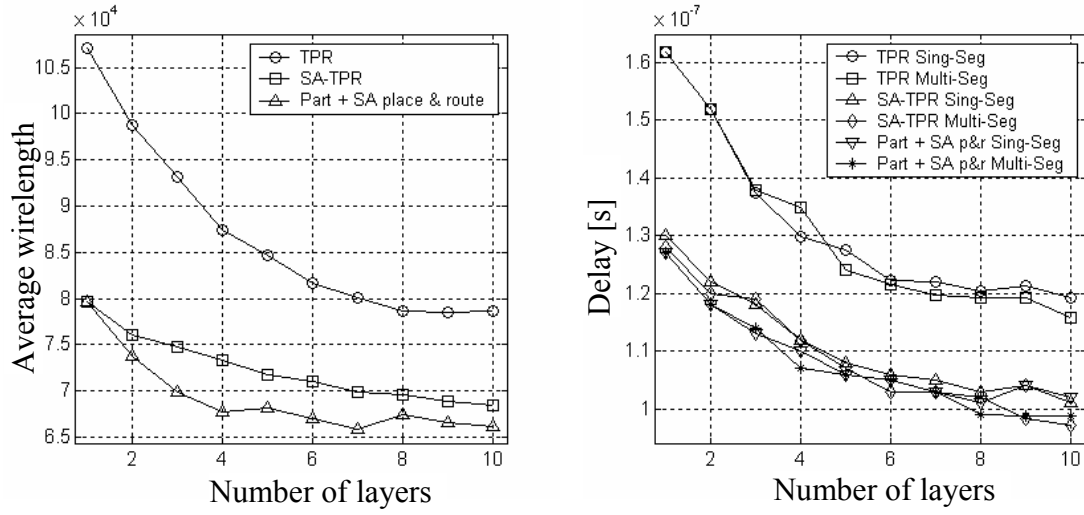 × 10⁴
10.5
10
9.5
9
8.5
8
7.5
7
6.5
2
4
6
8
10
Average wirelength
Number of layers
TPR
SA-TPR
Part + SA place & route
× 10⁻⁷
1.6
1.5
1.4
1.3
1.2
1.1
1
2
4
6
8
10
Delay [s]
Number of layers
TPR Sing-Seg
TPR Multi-Seg
SA-TPR Sing-Seg
SA-TPR Multi-Seg
Part + SA p&r Sing-Seg
Part + SA p&r Multi-Seg